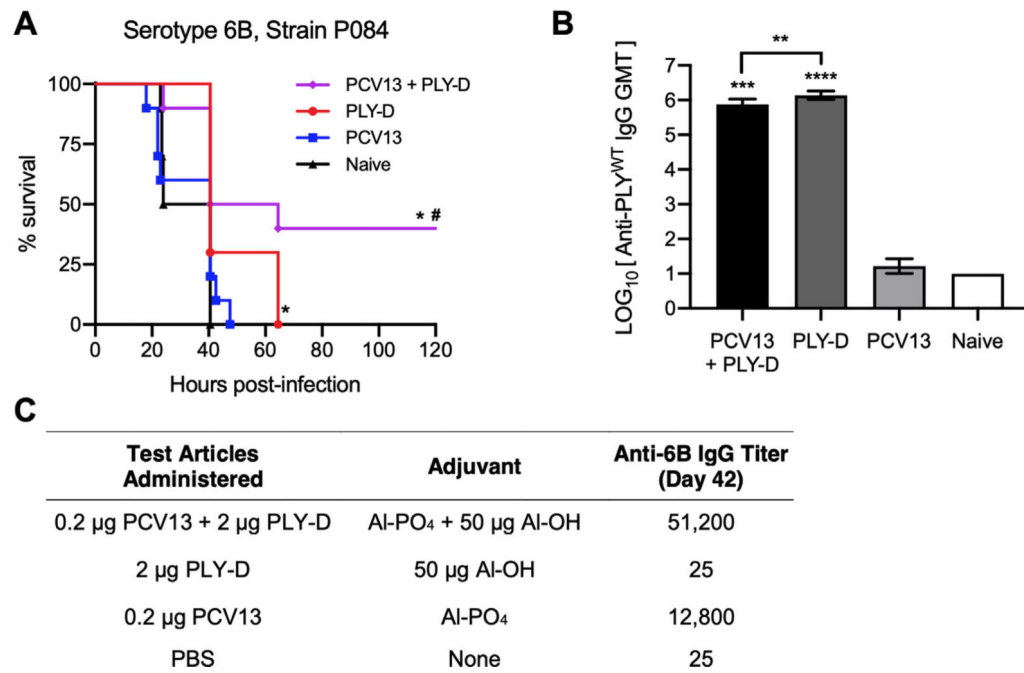 A
Serotype 6B, Strain P084
% survival
100
75
50
25
0
0 20 40 60 80 100 120
Hours post-infection
PCV13 + PLY-D
PLY-D
PCV13
Naive
* #
*
B
LOG10 [ Anti-PLYWT IgG GMT ]
7
6
5
4
3
2
1
0
**
*** ****
PCV13 PLY-D PCV13 Naive
+ PLY-D
C
Test Articles
Administered
Adjuvant
Anti-6B IgG Titer
(Day 42)
0.2 µg PCV13 + 2 µg PLY-D Al-PO4 + 50 µg Al-OH 51,200
2 µg PLY-D 50 µg Al-OH 25
0.2 µg PCV13 Al-PO4 12,800
PBS None 25